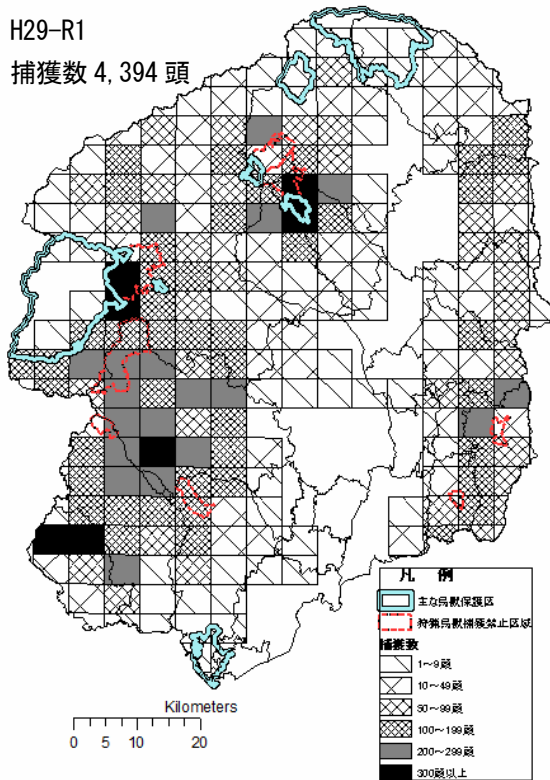 H29-R1
捕獲数 4,394 頭
凡 例
主な鳥獣保護区
狩猟鳥獣捕獲禁止区域
捕獲数
1～9頭
10～49頭
50～99頭
100～199頭
200～299頭
300頭以上
Kilometers
0 5 10 20